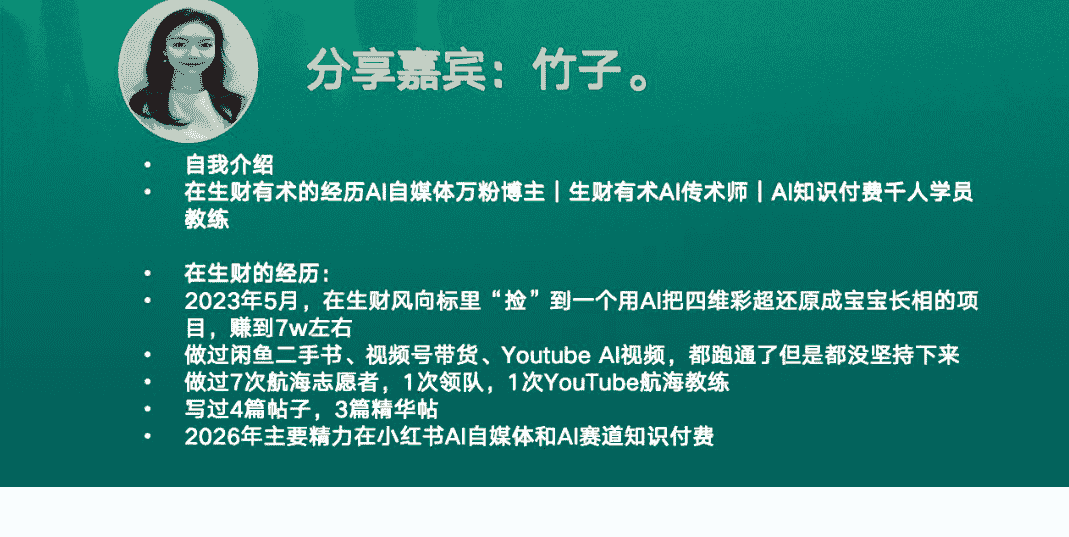 分享嘉宾：竹子。
• 自我介绍
• 在生财有术的经历AI自媒体万粉博主｜生财有术AI传术师｜AI知识付费千人学员
教练
• 在生财的经历：
• 2023年5月，在生财风向标里“捡”到一个用AI把四维彩超还原成宝宝长相的项
目，赚到7w左右
• 做过闲鱼二手书、视频号带货、Youtube AI视频，都跑通了但是都没坚持下来
• 做过7次航海志愿者，1次领队，1次YouTube航海教练
• 写过4篇帖子，3篇精华帖
• 2026年主要精力在小红书AI自媒体和AI赛道知识付费